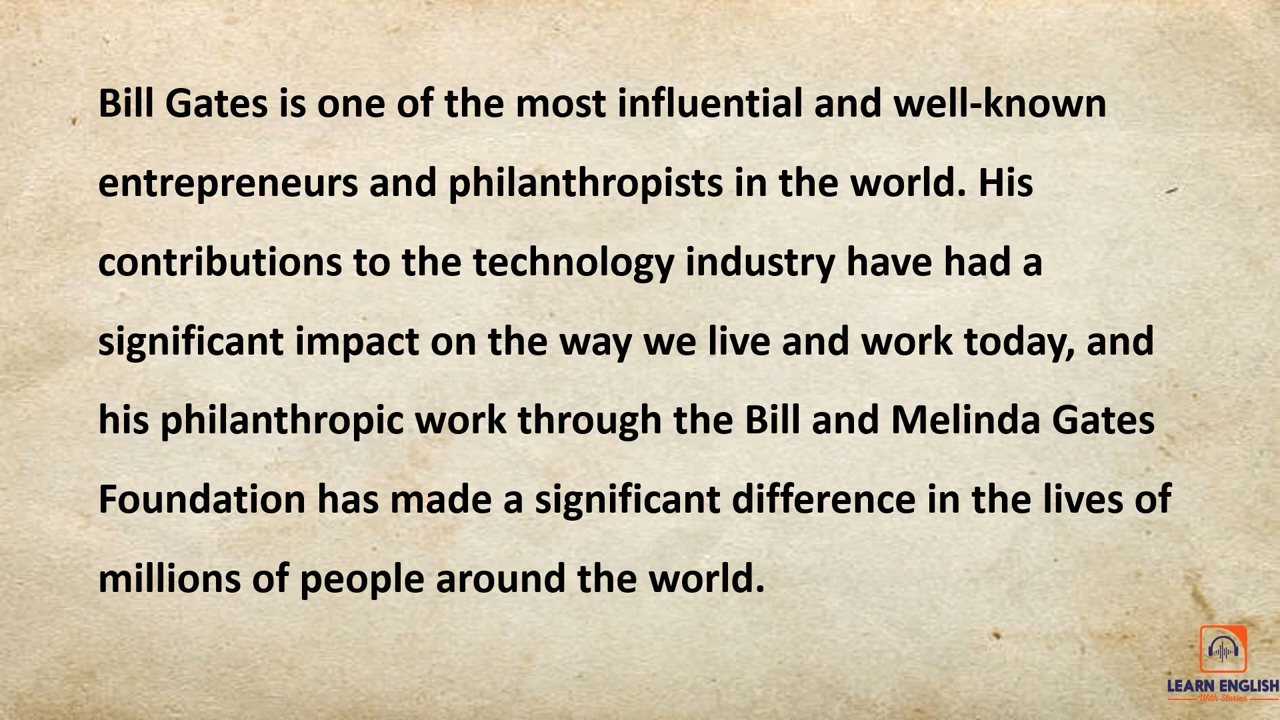 Bill Gates is one of the most influential and well-known
entrepreneurs and philanthropists in the world. His
contributions to the technology industry have had a
significant impact on the way we live and work today, and
his philanthropic work through the Bill and Melinda Gates
Foundation has made a significant difference in the lives of
millions of people around the world.
LEARN ENGLISH
With Stories